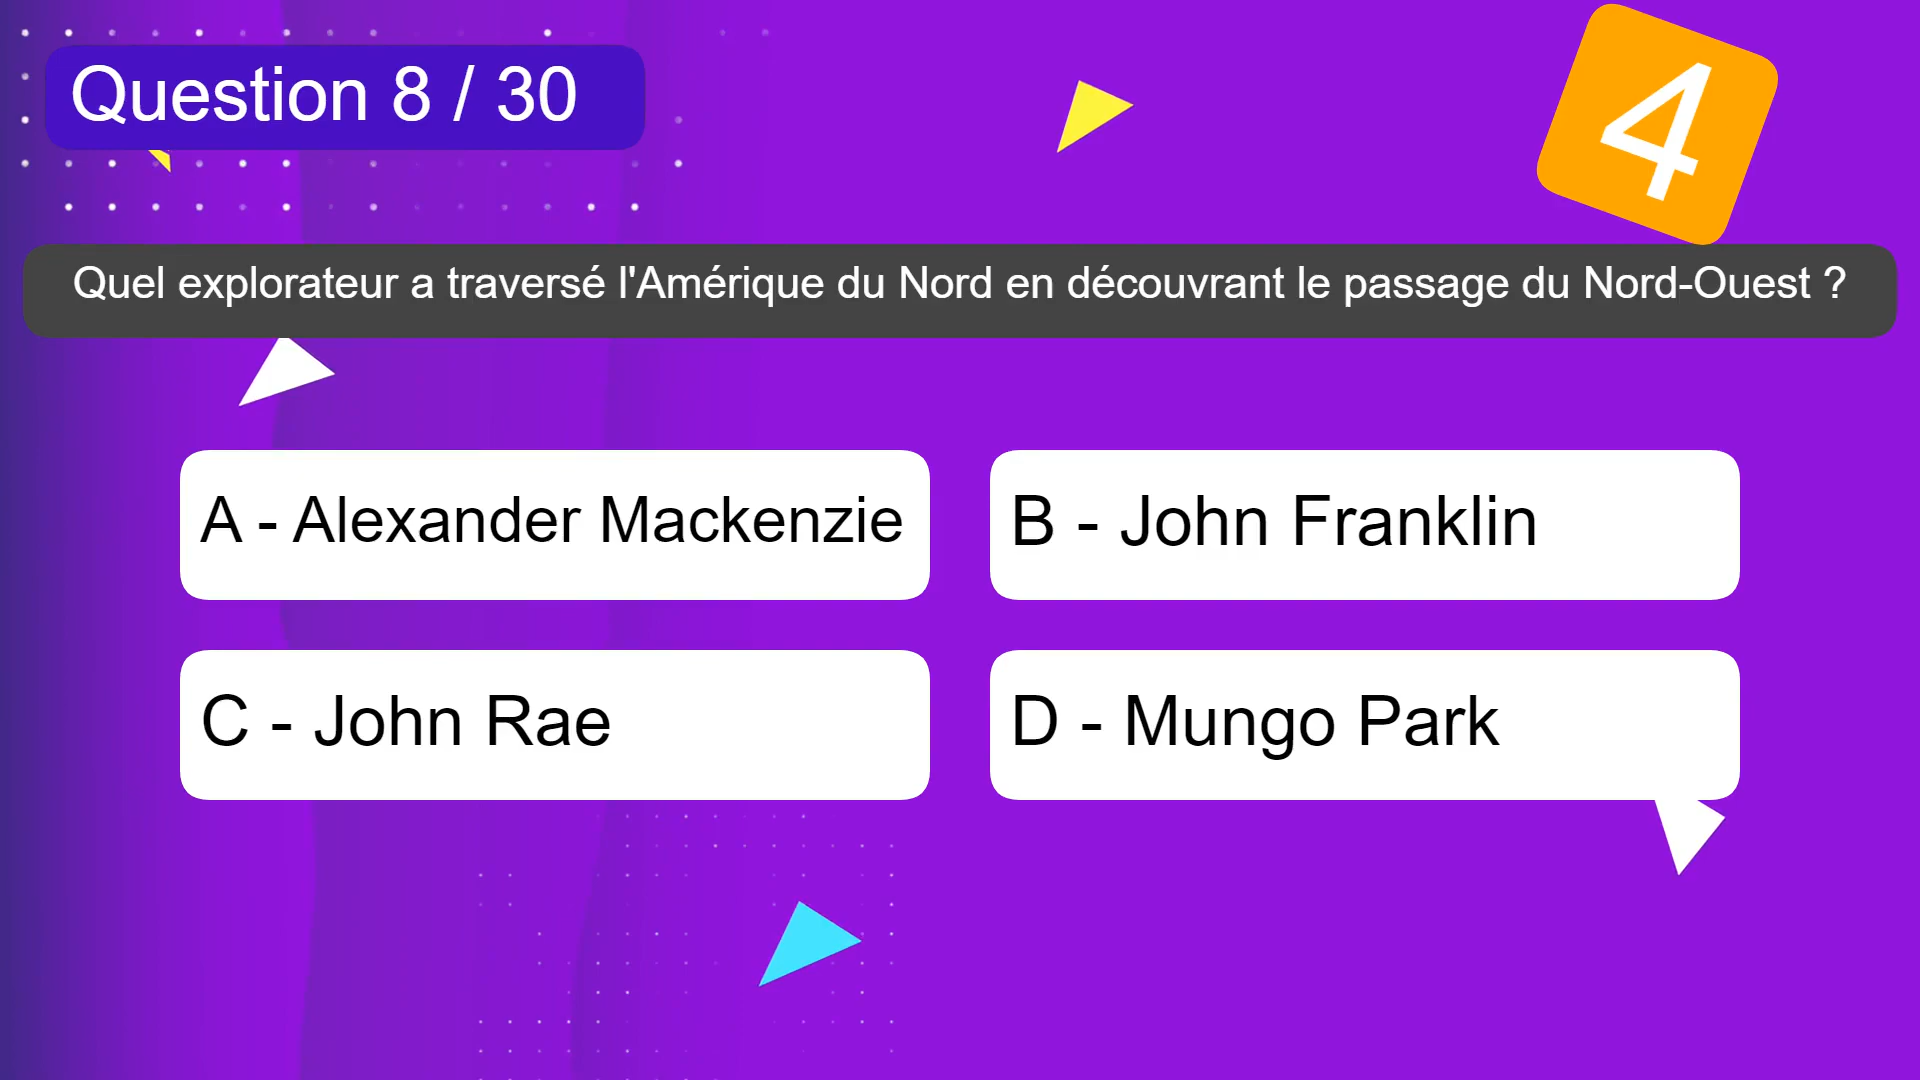 Question 8 / 30
4
Quel explorateur a traversé l'Amérique du Nord en découvrant le passage du Nord-Ouest ?
A - Alexander Mackenzie
B - John Franklin
C - John Rae
D - Mungo Park